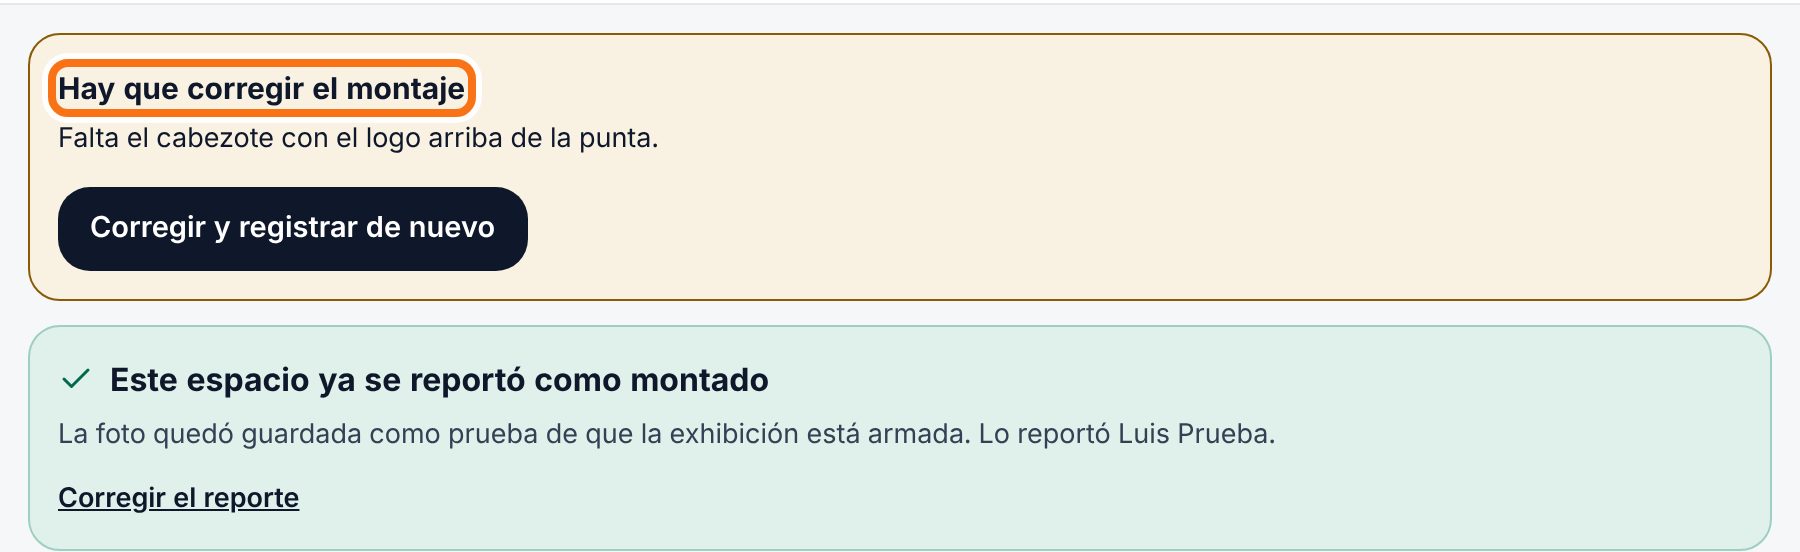 Hay que corregir el montaje
Falta el cabezote con el logo arriba de la punta.
Corregir y registrar de nuevo
Este espacio ya se reportó como montado
La foto quedó guardada como prueba de que la exhibición está armada. Lo reportó Luis Prueba.
Corregir el reporte